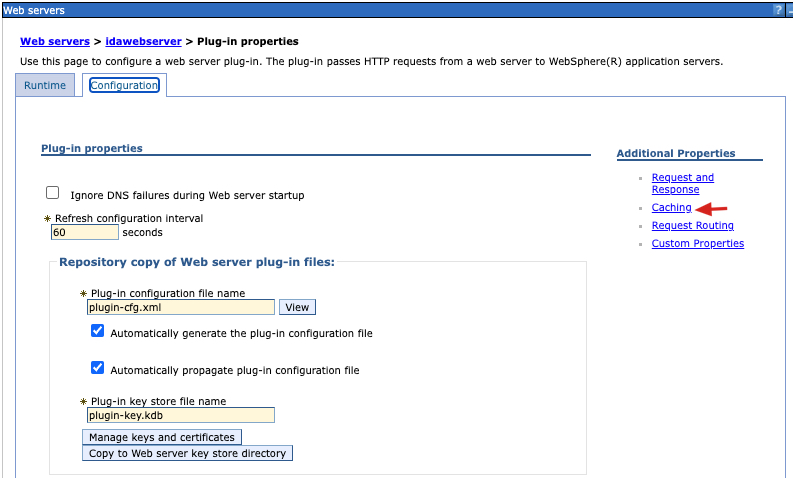 Web servers
?
Web servers > idawebserver > Plug-in properties
Use this page to configure a web server plug-in. The plug-in passes HTTP requests from a web server to WebSphere(R) application servers.
Runtime
Configuration
Plug-in properties
Ignore DNS failures during Web server startup
Refresh configuration interval
60 seconds
Repository copy of Web server plug-in files:
Plug-in configuration file name
plugin-cfg.xml View
Automatically generate the plug-in configuration file
Automatically propagate plug-in configuration file
Plug-in key store file name
plugin-key.kdb
Manage keys and certificates
Copy to Web server key store directory
Additional Properties
Request and
Response
Caching
Request Routing
Custom Properties